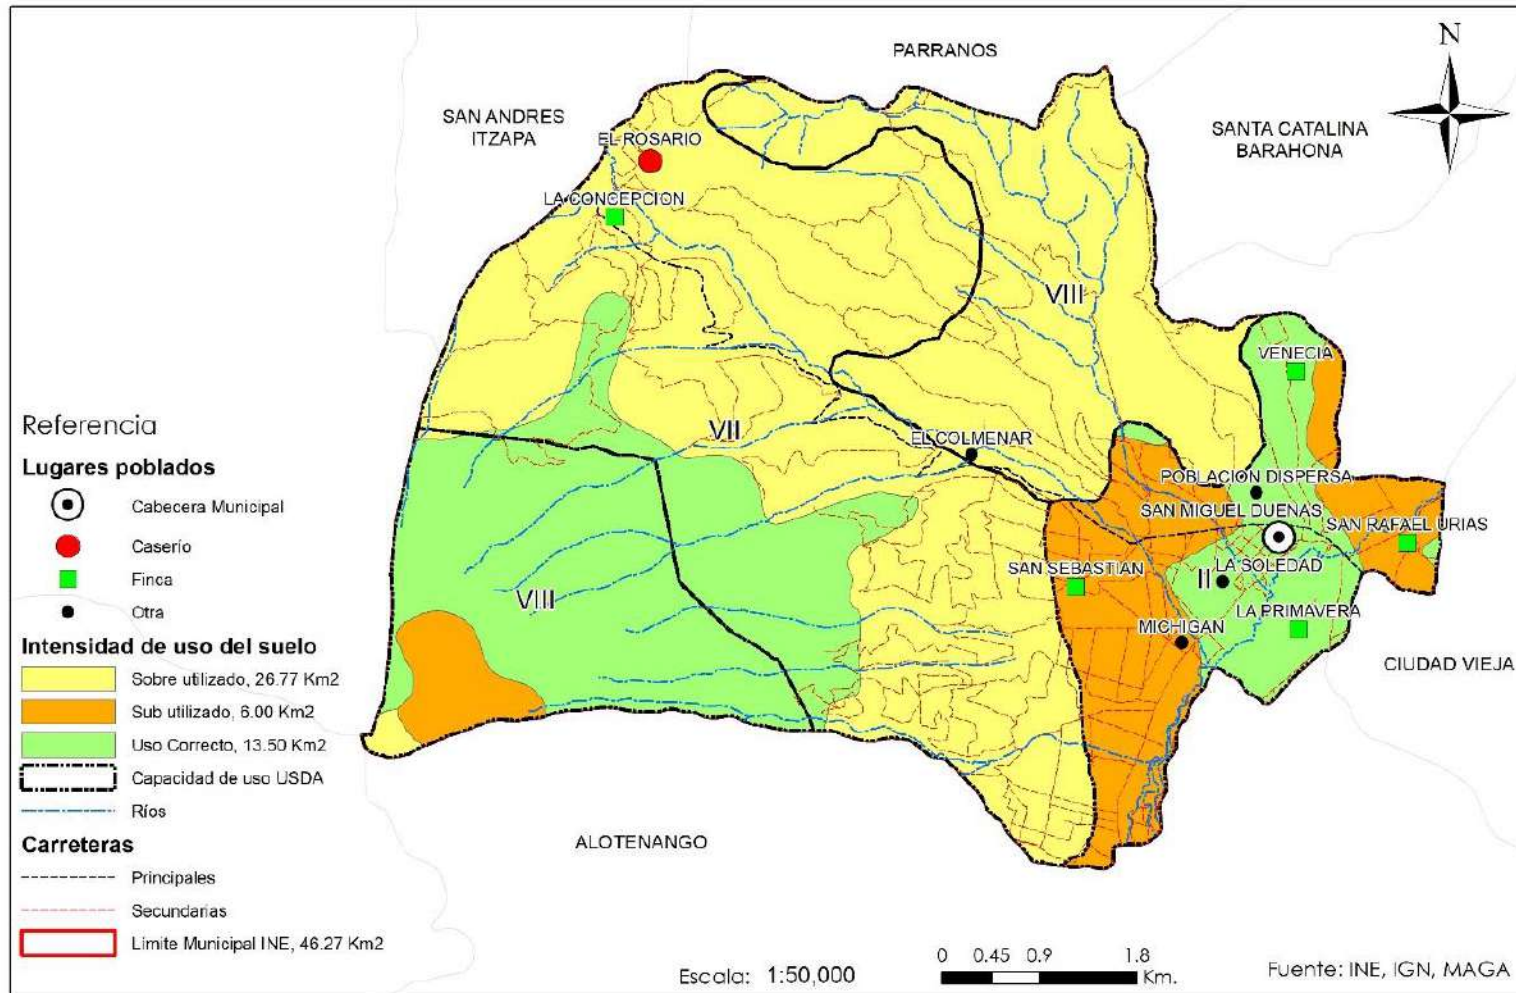 PARRANOS
N
SAN ANDRES
ITZAPA
SANTA CATALINA
BARAHONA
EL ROSARIO
LA CONCEPCION
VIII
VENECIA
VII
EL COLMENAR
POBLACION DISPERSA
SAN MIGUEL DUENAS
SAN RAFAEL URIAS
SAN SEBASTIAN
LA SOLEDAD
II
VIII
LA PRIMAVERA
MICHIGAN
CIUDAD VIEJA
ALOTENANGO
Referencia
Lugares poblados
Cabecera Municipal
Caserío
Finca
Otra
Intensidad de uso del suelo
Sobre utilizado, 26.77 Km2
Sub utilizado, 6.00 Km2
Uso Correcto, 13.50 Km2
Capacidad de uso USDA
Ríos
Carreteras
Principales
Secundarias
Limite Municipal INE, 46.27 Km2
Escala: 1:50,000
0 0.45 0.9 1.8
Km.
Fuente: INE, IGN, MAGA